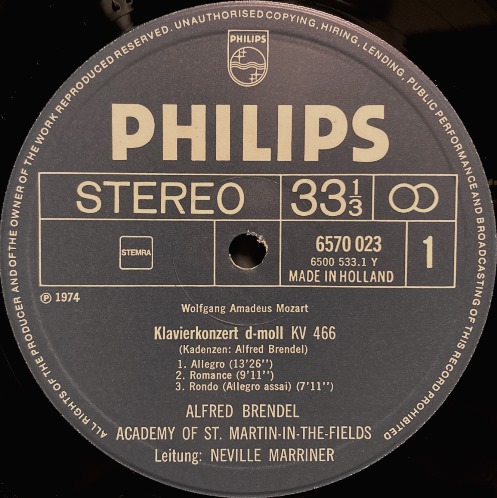 ALL RIGHTS OF THE PRODUCER AND OF THE OWNER OF THE WORK REPRODUCED RESERVED. UNAUTHORISED COPYING, HIRING, LENDING, PUBLIC PERFORMANCE AND BROADCASTING OF THIS RECORD PROHIBITED
PHILIPS
PHILIPS
STEREO 33 1/3
STEMRA
6570 023
6500 533.1 Y
MADE IN HOLLAND
1
℗ 1974
Wolfgang Amadeus Mozart
Klavierkonzert d-moll KV 466
(Kadenzen: Alfred Brendel)
1. Allegro (13'26'')
2. Romance (9'11'')
3. Rondo (Allegro assai) (7'11'')
ALFRED BRENDEL
ACADEMY OF ST. MARTIN-IN-THE-FIELDS
Leitung: NEVILLE MARRINER